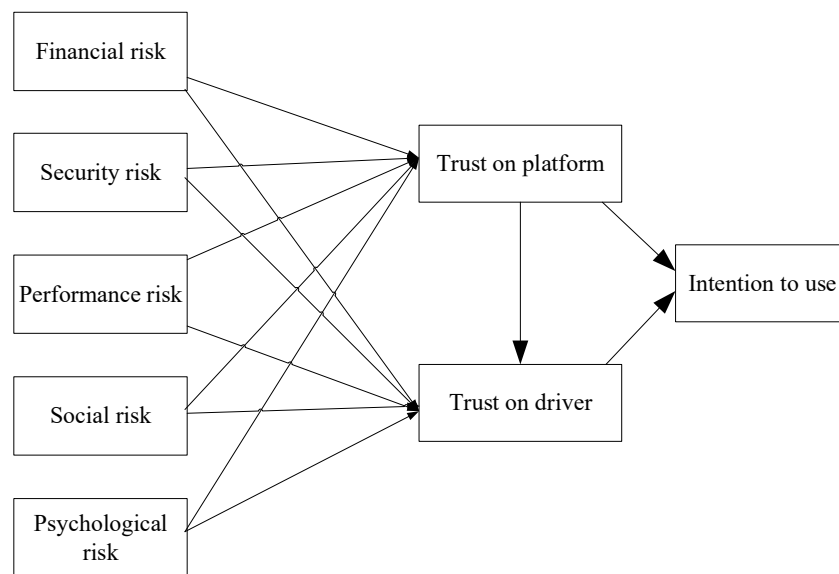 Financial risk
Security risk
Performance risk
Social risk
Psychological
risk
Trust on platform
Trust on driver
Intention to use